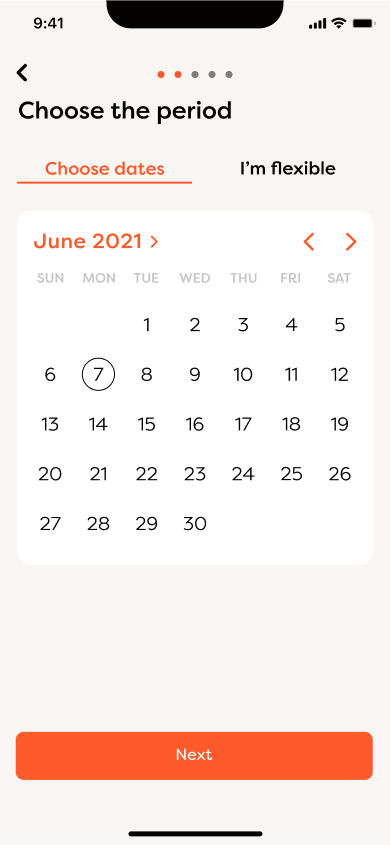 9:41
Choose the period
Choose dates I'm flexible
June 2021
SUN MON TUE WED THU FRI SAT
1 2 3 4 5
6 7 8 9 10 11 12
13 14 15 16 17 18 19
20 21 22 23 24 25 26
27 28 29 30
Next